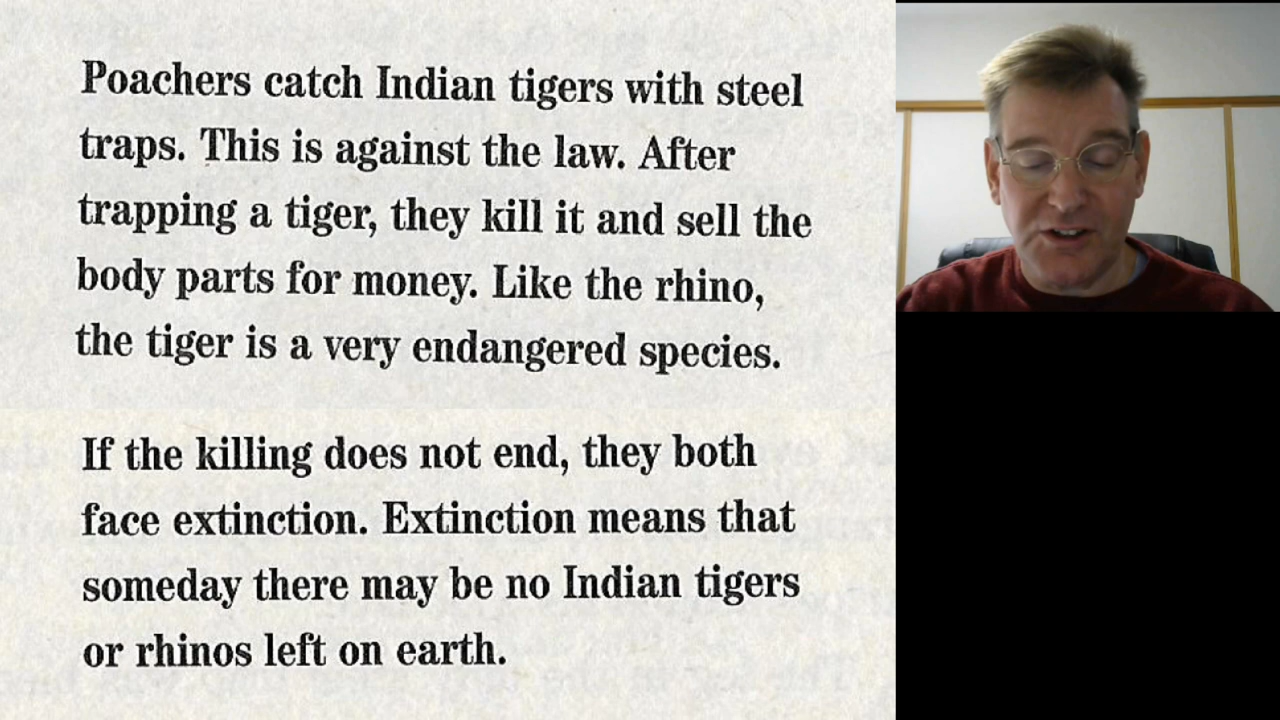 Poachers catch Indian tigers with steel
traps. This is against the law. After
trapping a tiger, they kill it and sell the
body parts for money. Like the rhino,
the tiger is a very endangered species.
If the killing does not end, they both
face extinction. Extinction means that
someday there may be no Indian tigers
or rhinos left on earth.